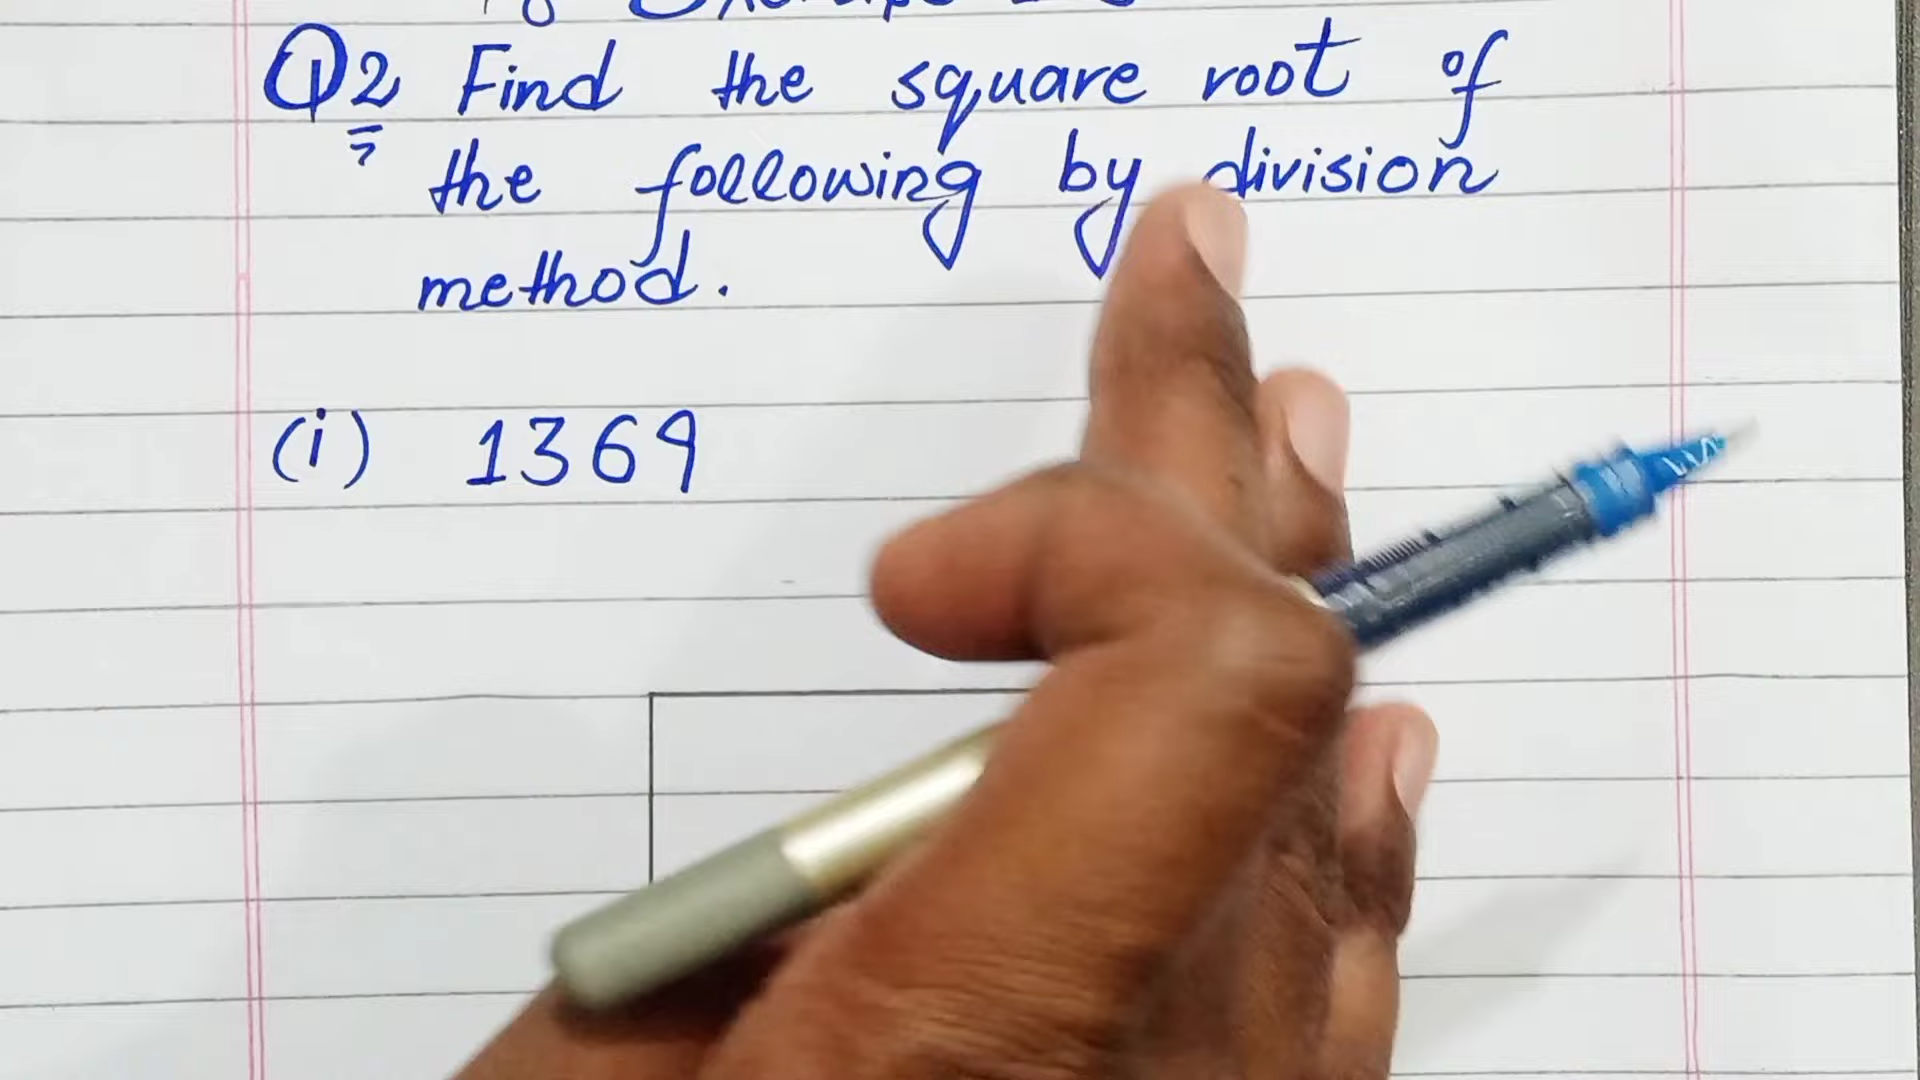 Q2 Find the square root of
the following by division
method.
(i) 1369